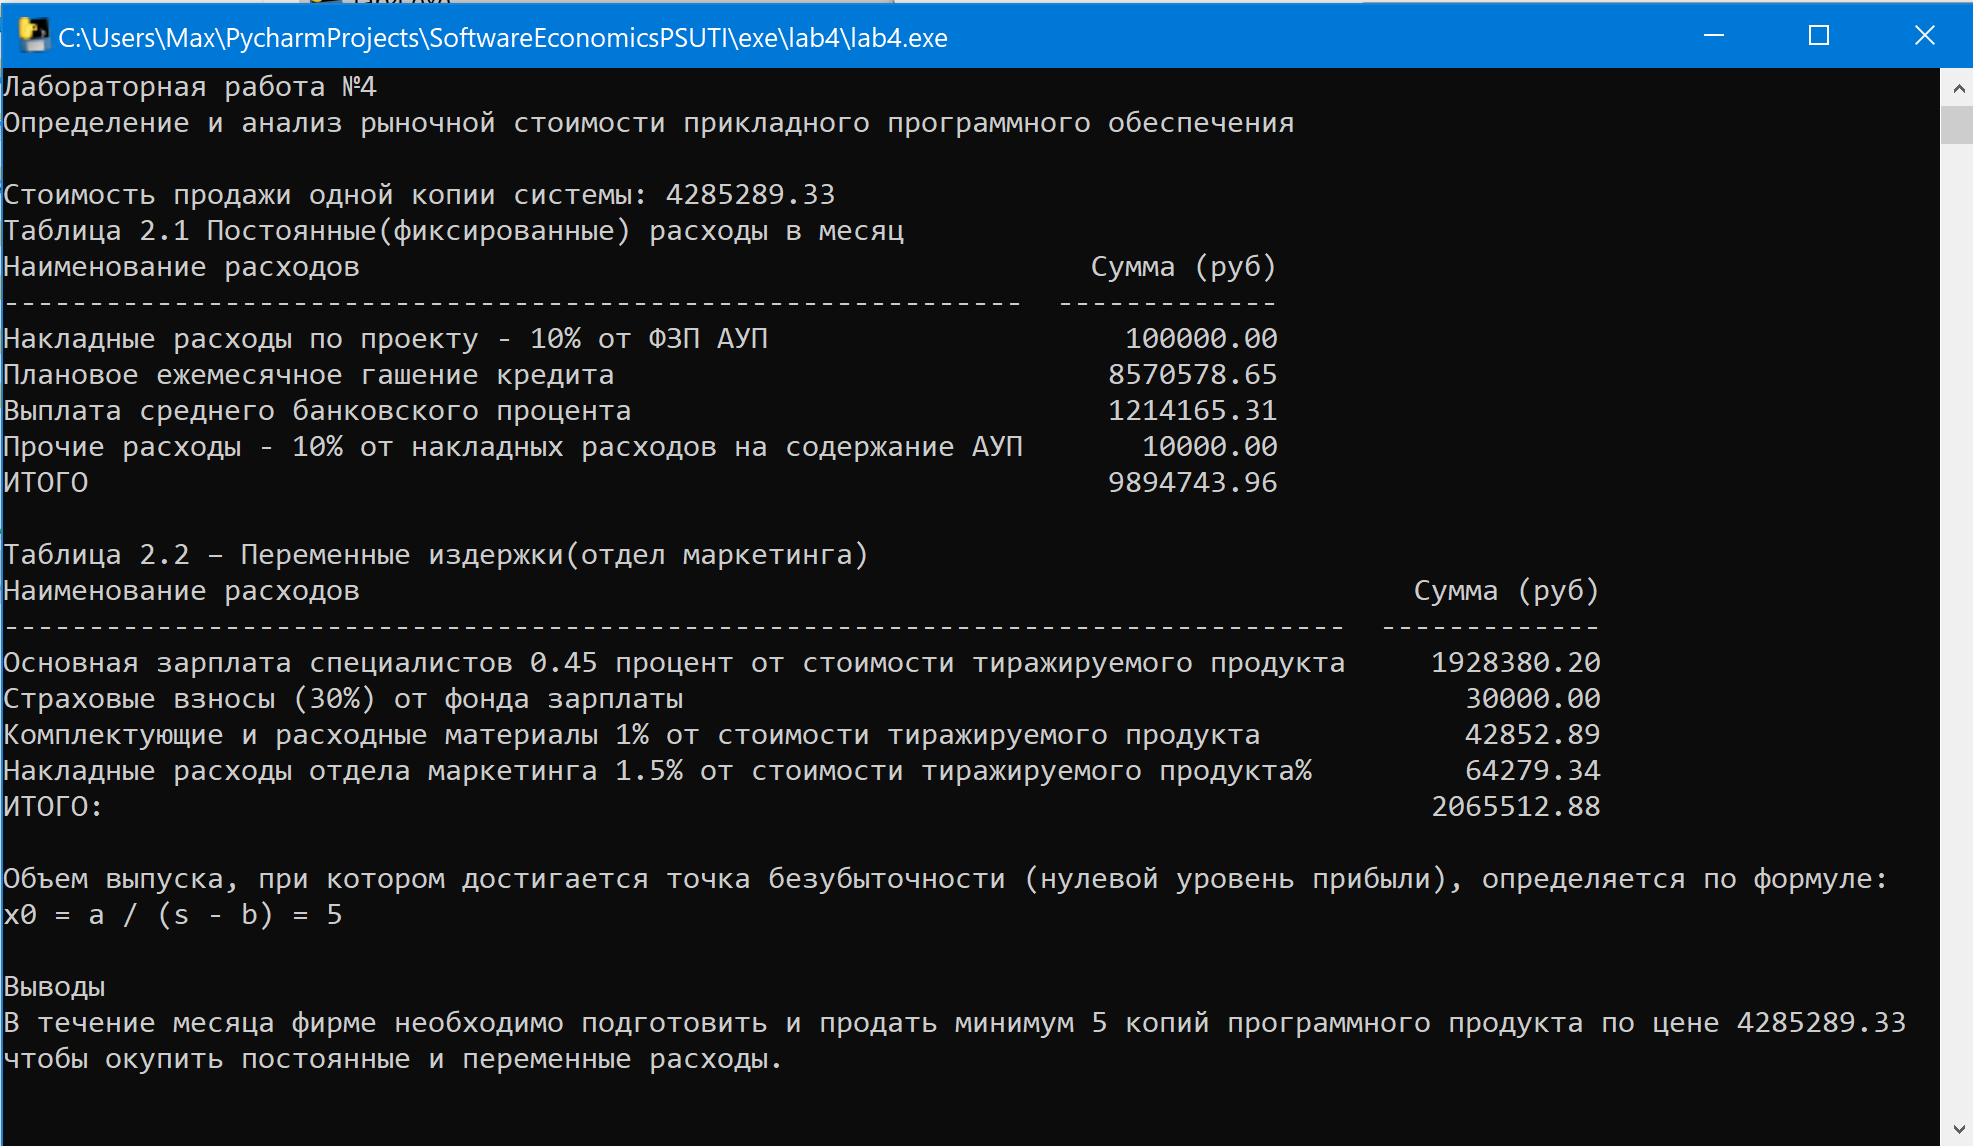 C:\Users\Max\PycharmProjects\SoftwareEconomicsPSUTI\exe\lab4\lab4.exe
Лабораторная работа №4
Определение и анализ рыночной стоимости прикладного программного обеспечения
Стоимость продажи одной копии системы: 4285289.33
Таблица 2.1 Постоянные(фиксированные) расходы в месяц
Наименование расходов Сумма (руб)
------------------------------------------------------------ -------------
Накладные расходы по проекту - 10% от ФЗП АУП 100000.00
Плановое ежемесячное гашение кредита 8570578.65
Выплата среднего банковского процента 1214165.31
Прочие расходы - 10% от накладных расходов на содержание АУП 10000.00
ИТОГО 9894743.96
Таблица 2.2 – Переменные издержки(отдел маркетинга)
Наименование расходов Сумма (руб)
------------------------------------------------------------------------------- -------------
Основная зарплата специалистов 0.45 процент от стоимости тиражируемого продукта 1928380.20
Страховые взносы (30%) от фонда зарплаты 30000.00
Комплектующие и расходные материалы 1% от стоимости тиражируемого продукта 42852.89
Накладные расходы отдела маркетинга 1.5% от стоимости тиражируемого продукта% 64279.34
ИТОГО: 2065512.88
Объем выпуска, при котором достигается точка безубыточности (нулевой уровень прибыли), определяется по формуле:
x0 = a / (s - b) = 5
Выводы
В течение месяца фирме необходимо подготовить и продать минимум 5 копий программного продукта по цене 4285289.33
чтобы окупить постоянные и переменные расходы.